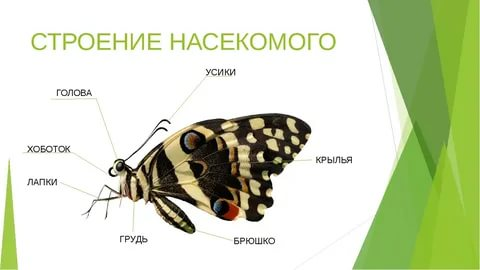 СТРОЕНИЕ НАСЕКОМОГО
УСИКИ
ГОЛОВА
ХОБОТОК
КРЫЛЬЯ
ЛАПКИ
ГРУДЬ
БРЮШКО